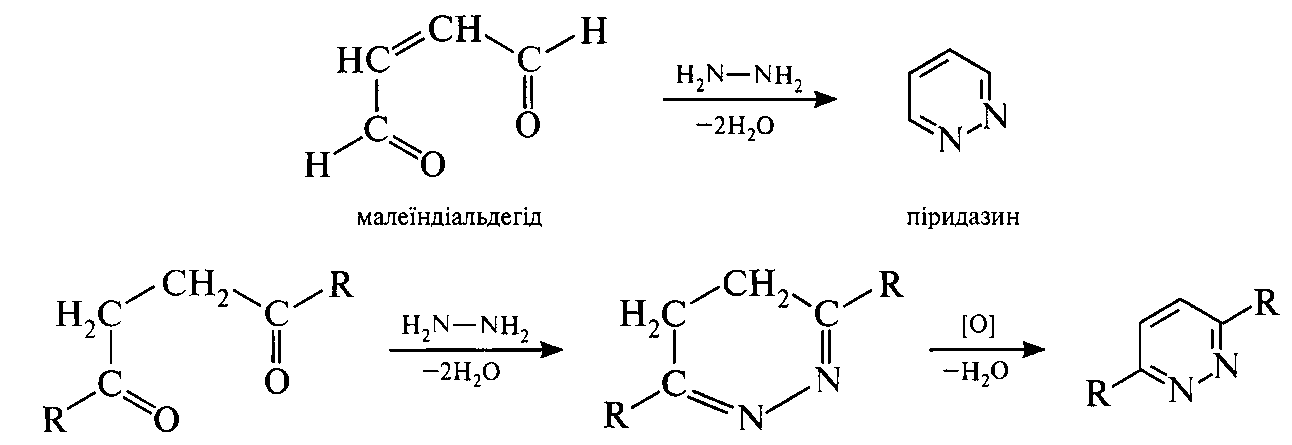 HC=CH C H
H₂N—NH₂
−2H₂O
C O
H O
N N
малеїндіальдегід піридазин
H₂C CH₂ C R
H₂N—NH₂
−2H₂O
R C O O
H₂C CH₂ C R
R C N N
[O]
−H₂O
R R N N